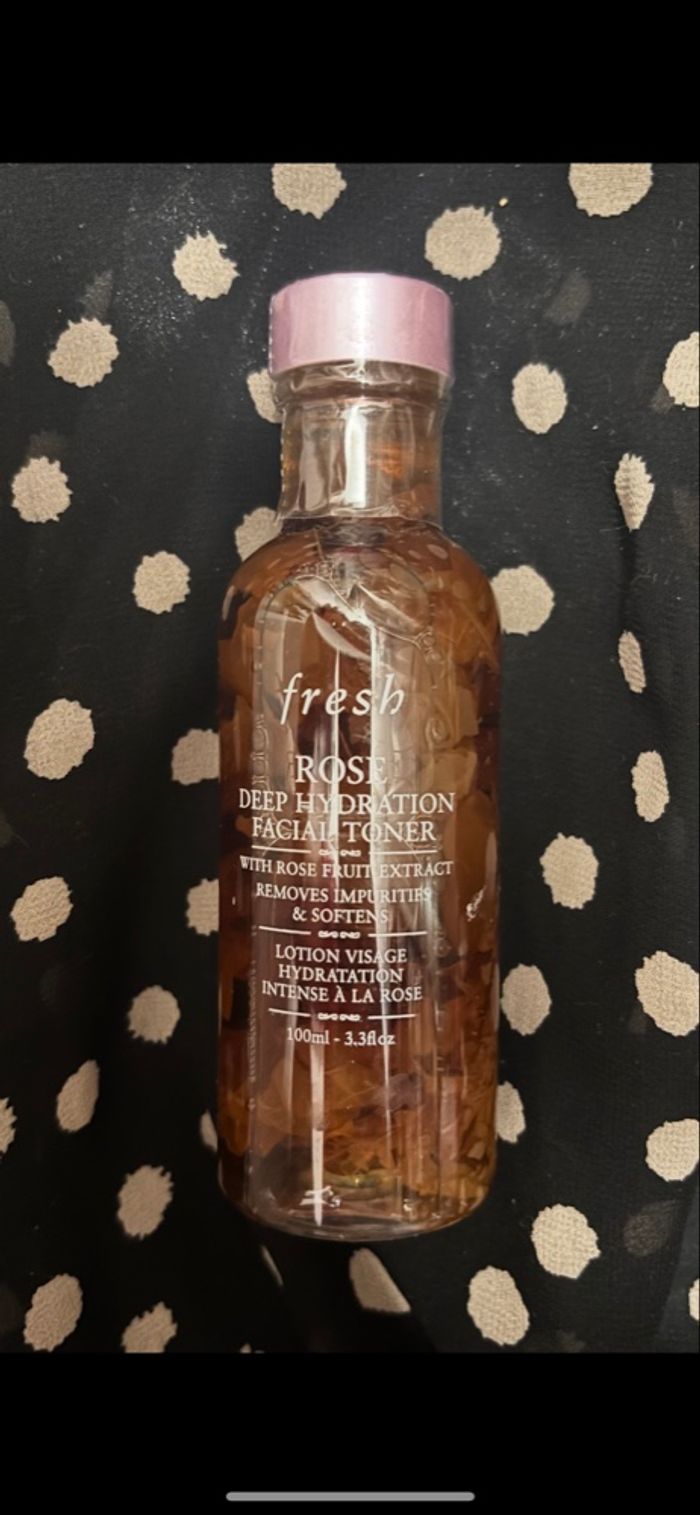 fresh
ROSE
DEEP HYDRATION
FACIAL TONER
WITH ROSE FRUIT EXTRACT
REMOVES IMPURITIES
& SOFTENS
LOTION VISAGE
HYDRATATION
INTENSE À LA ROSE
100ml - 3.3fl oz